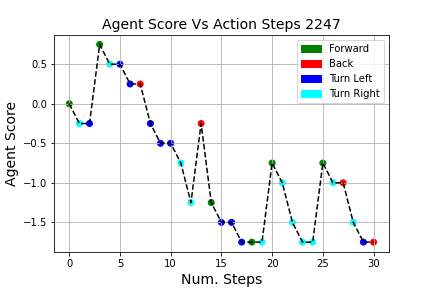 Agent Score Vs Action Steps 2247
Forward
Back
Turn Left
Turn Right
Agent Score
0.5
0.0
−0.5
−1.0
−1.5
0 5 10 15 20 25 30
Num. Steps